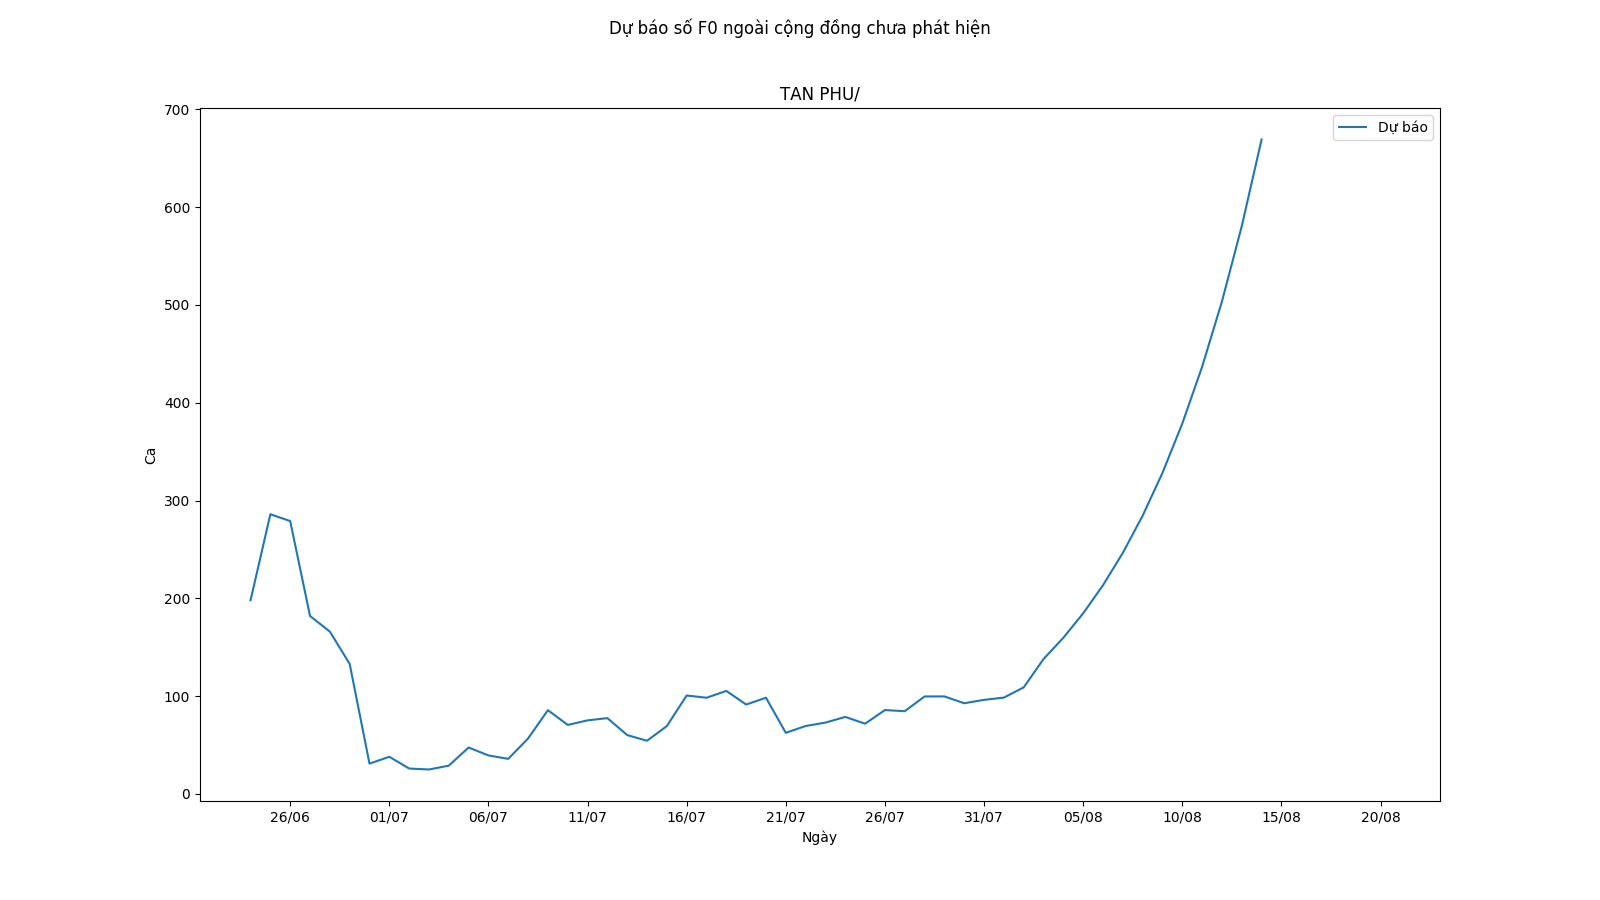 Dự báo số F0 ngoài cộng đồng chưa phát hiện
TAN PHU/
Dự báo
700
600
500
400
300
200
100
0
Ca
26/06 01/07 06/07 11/07 16/07 21/07 26/07 31/07 05/08 10/08 15/08 20/08
Ngày